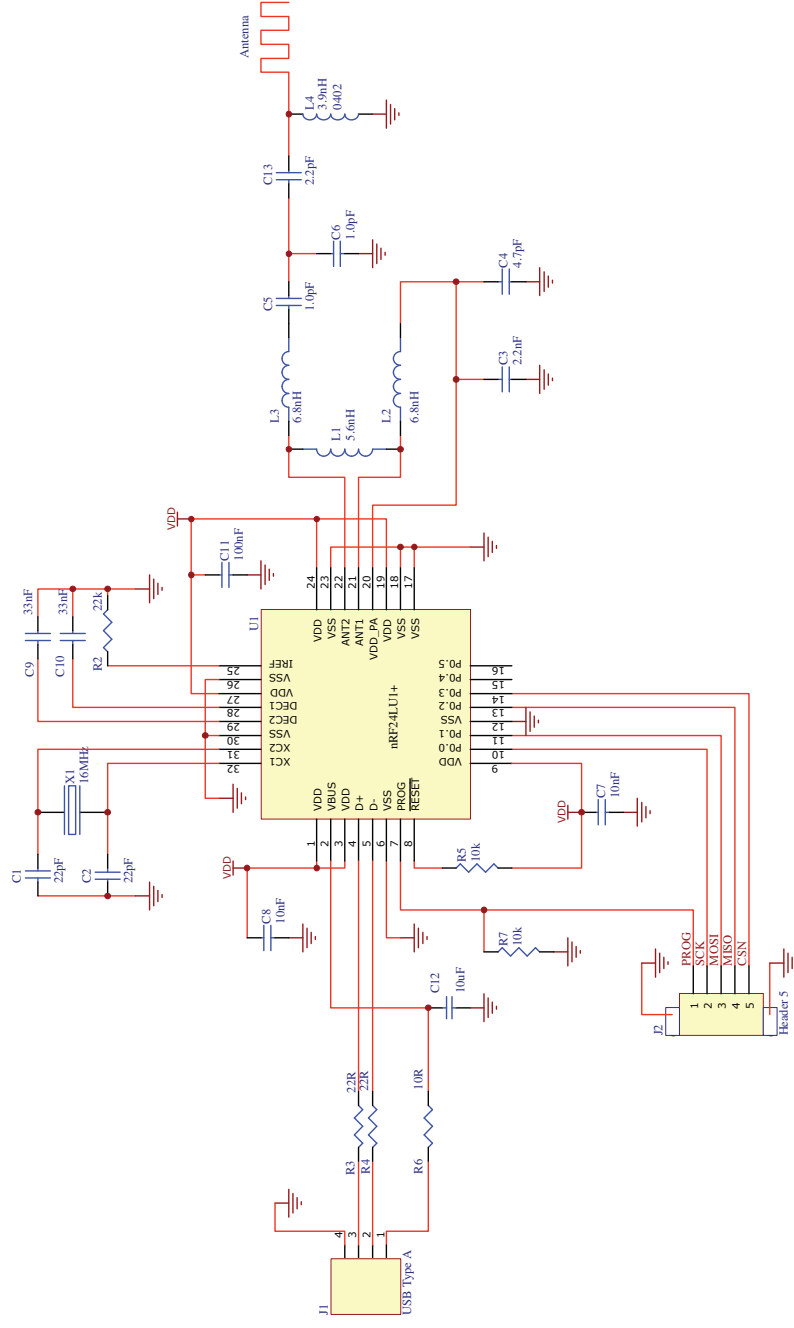 Antenna
L4
3.9nH
0402
C13
2.2pF
C6
1.0pF
C5
1.0pF
C4
4.7pF
C3
2.2nF
L3
6.8nH
L1
5.6nH
L2
6.8nH
VDD
C11
100nF
33nF
33nF
22k
C9
C10
R2
U1
nRF24LU1+
24 VDD
23 VSS
22 ANT2
21 ANT1
20 VDD_PA
19 VDD
18 VSS
17 VSS
25 IREF
26 VSS
27 VDD
28 DEC1
29 DEC2
30 VSS
31 XC2
32 XC1
P0.5 16
P0.4 15
P0.3 14
P0.2 13
VSS 12
P0.1 11
P0.0 10
VDD 9
1 VDD
2 VBUS
3 VDD
4 D+
5 D-
6 VSS
7 PROG
8 RESET
X1
16MHz
C1
22pF
C2
22pF
VDD
C8
10nF
VDD
C7
10nF
R5
10k
R7
10k
C12
10uF
22R
22R
10R
R3
R4
R6
J1
USB Type A
4
3
2
1
PROG
SCK
MOSI
MISO
CSN
1
2
3
4
5
J2
Header 5